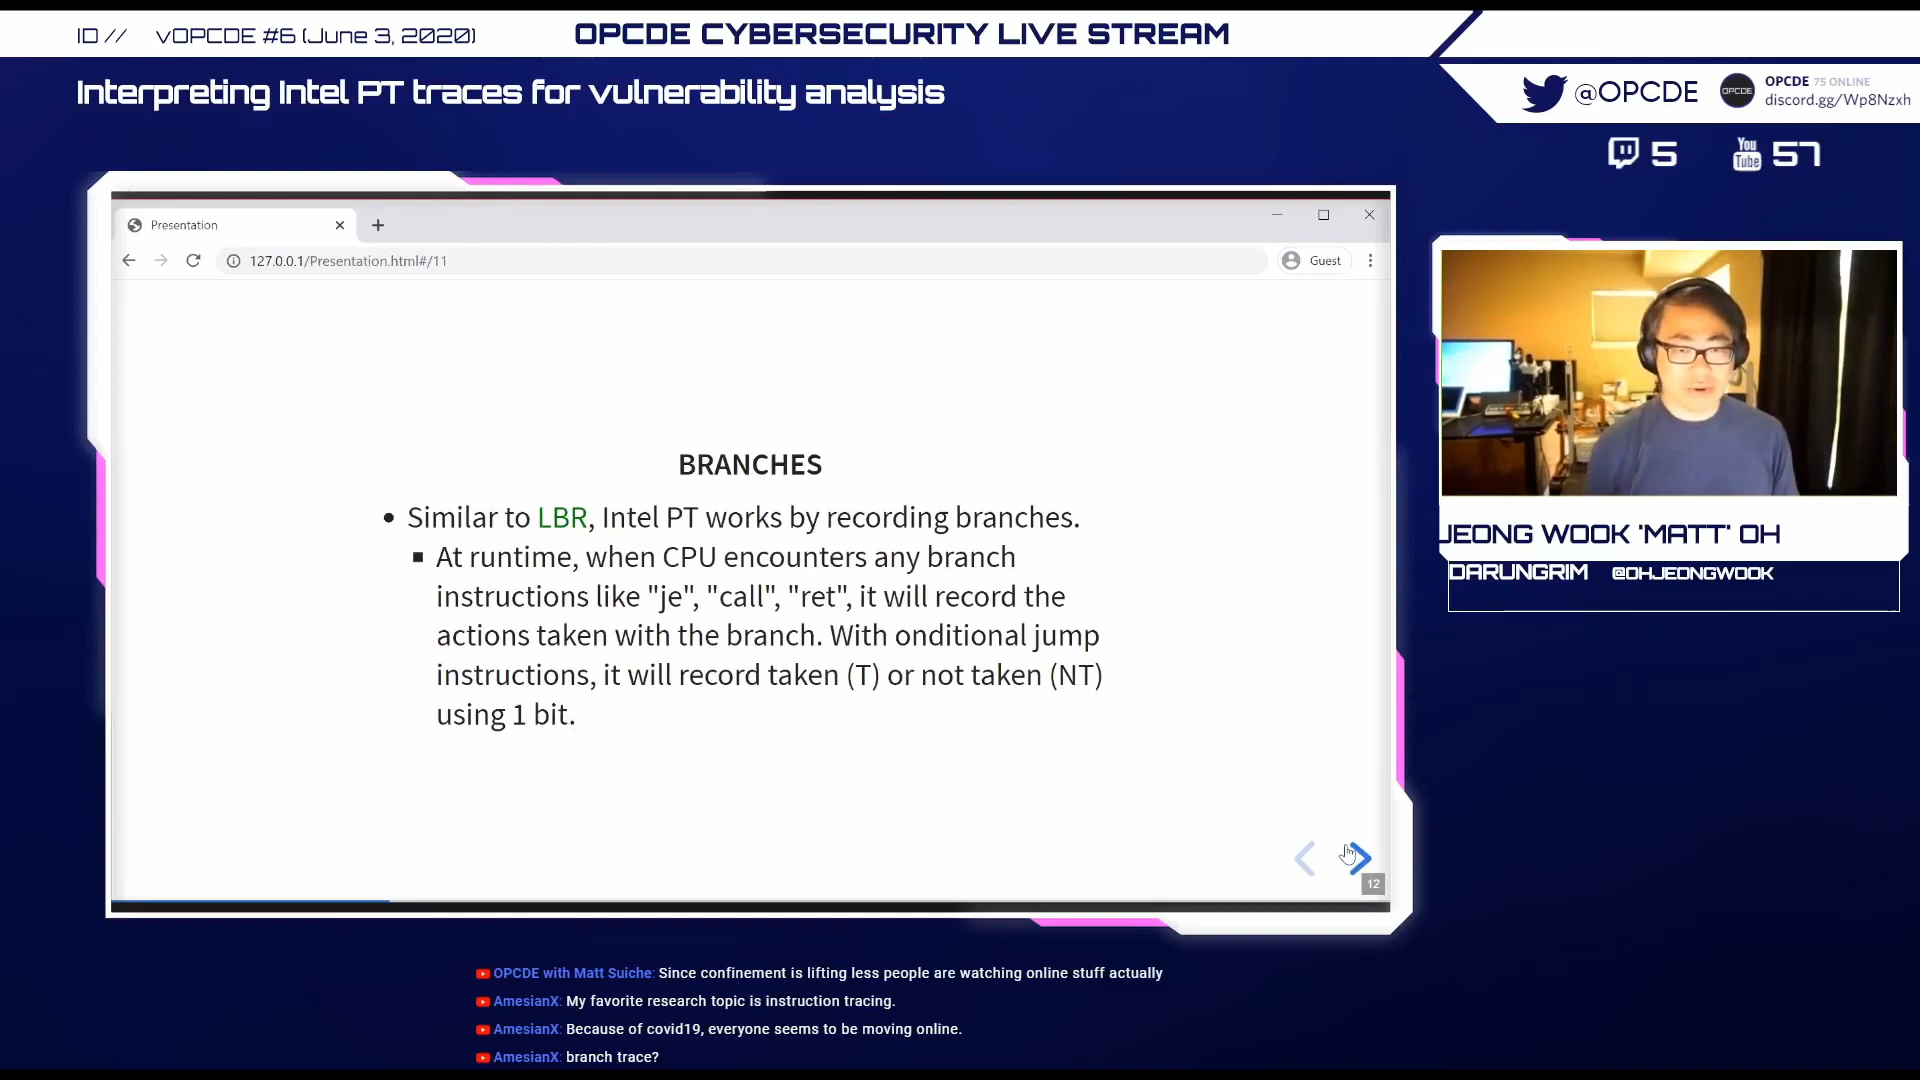 ID // vOPCDE #6 (June 3, 2020)
OPCDE CYBERSECURITY LIVE STREAM
Interpreting Intel PT traces for vulnerability analysis
@OPCDE
OPCDE
OPCDE 75 ONLINE
discord.gg/Wp8Nzxh
5
You
Tube
57
Presentation
127.0.0.1/Presentation.html#/11
Guest
BRANCHES
Similar to LBR, Intel PT works by recording branches.
At runtime, when CPU encounters any branch
instructions like "je", "call", "ret", it will record the
actions taken with the branch. With onditional jump
instructions, it will record taken (T) or not taken (NT)
using 1 bit.
12
JEONG WOOK 'MATT' OH
DARUNGRIM @OHJEONGWOOK
OPCDE with Matt Suiche: Since confinement is lifting less people are watching online stuff actually
AmesianX: My favorite research topic is instruction tracing.
AmesianX: Because of covid19, everyone seems to be moving online.
AmesianX: branch trace?